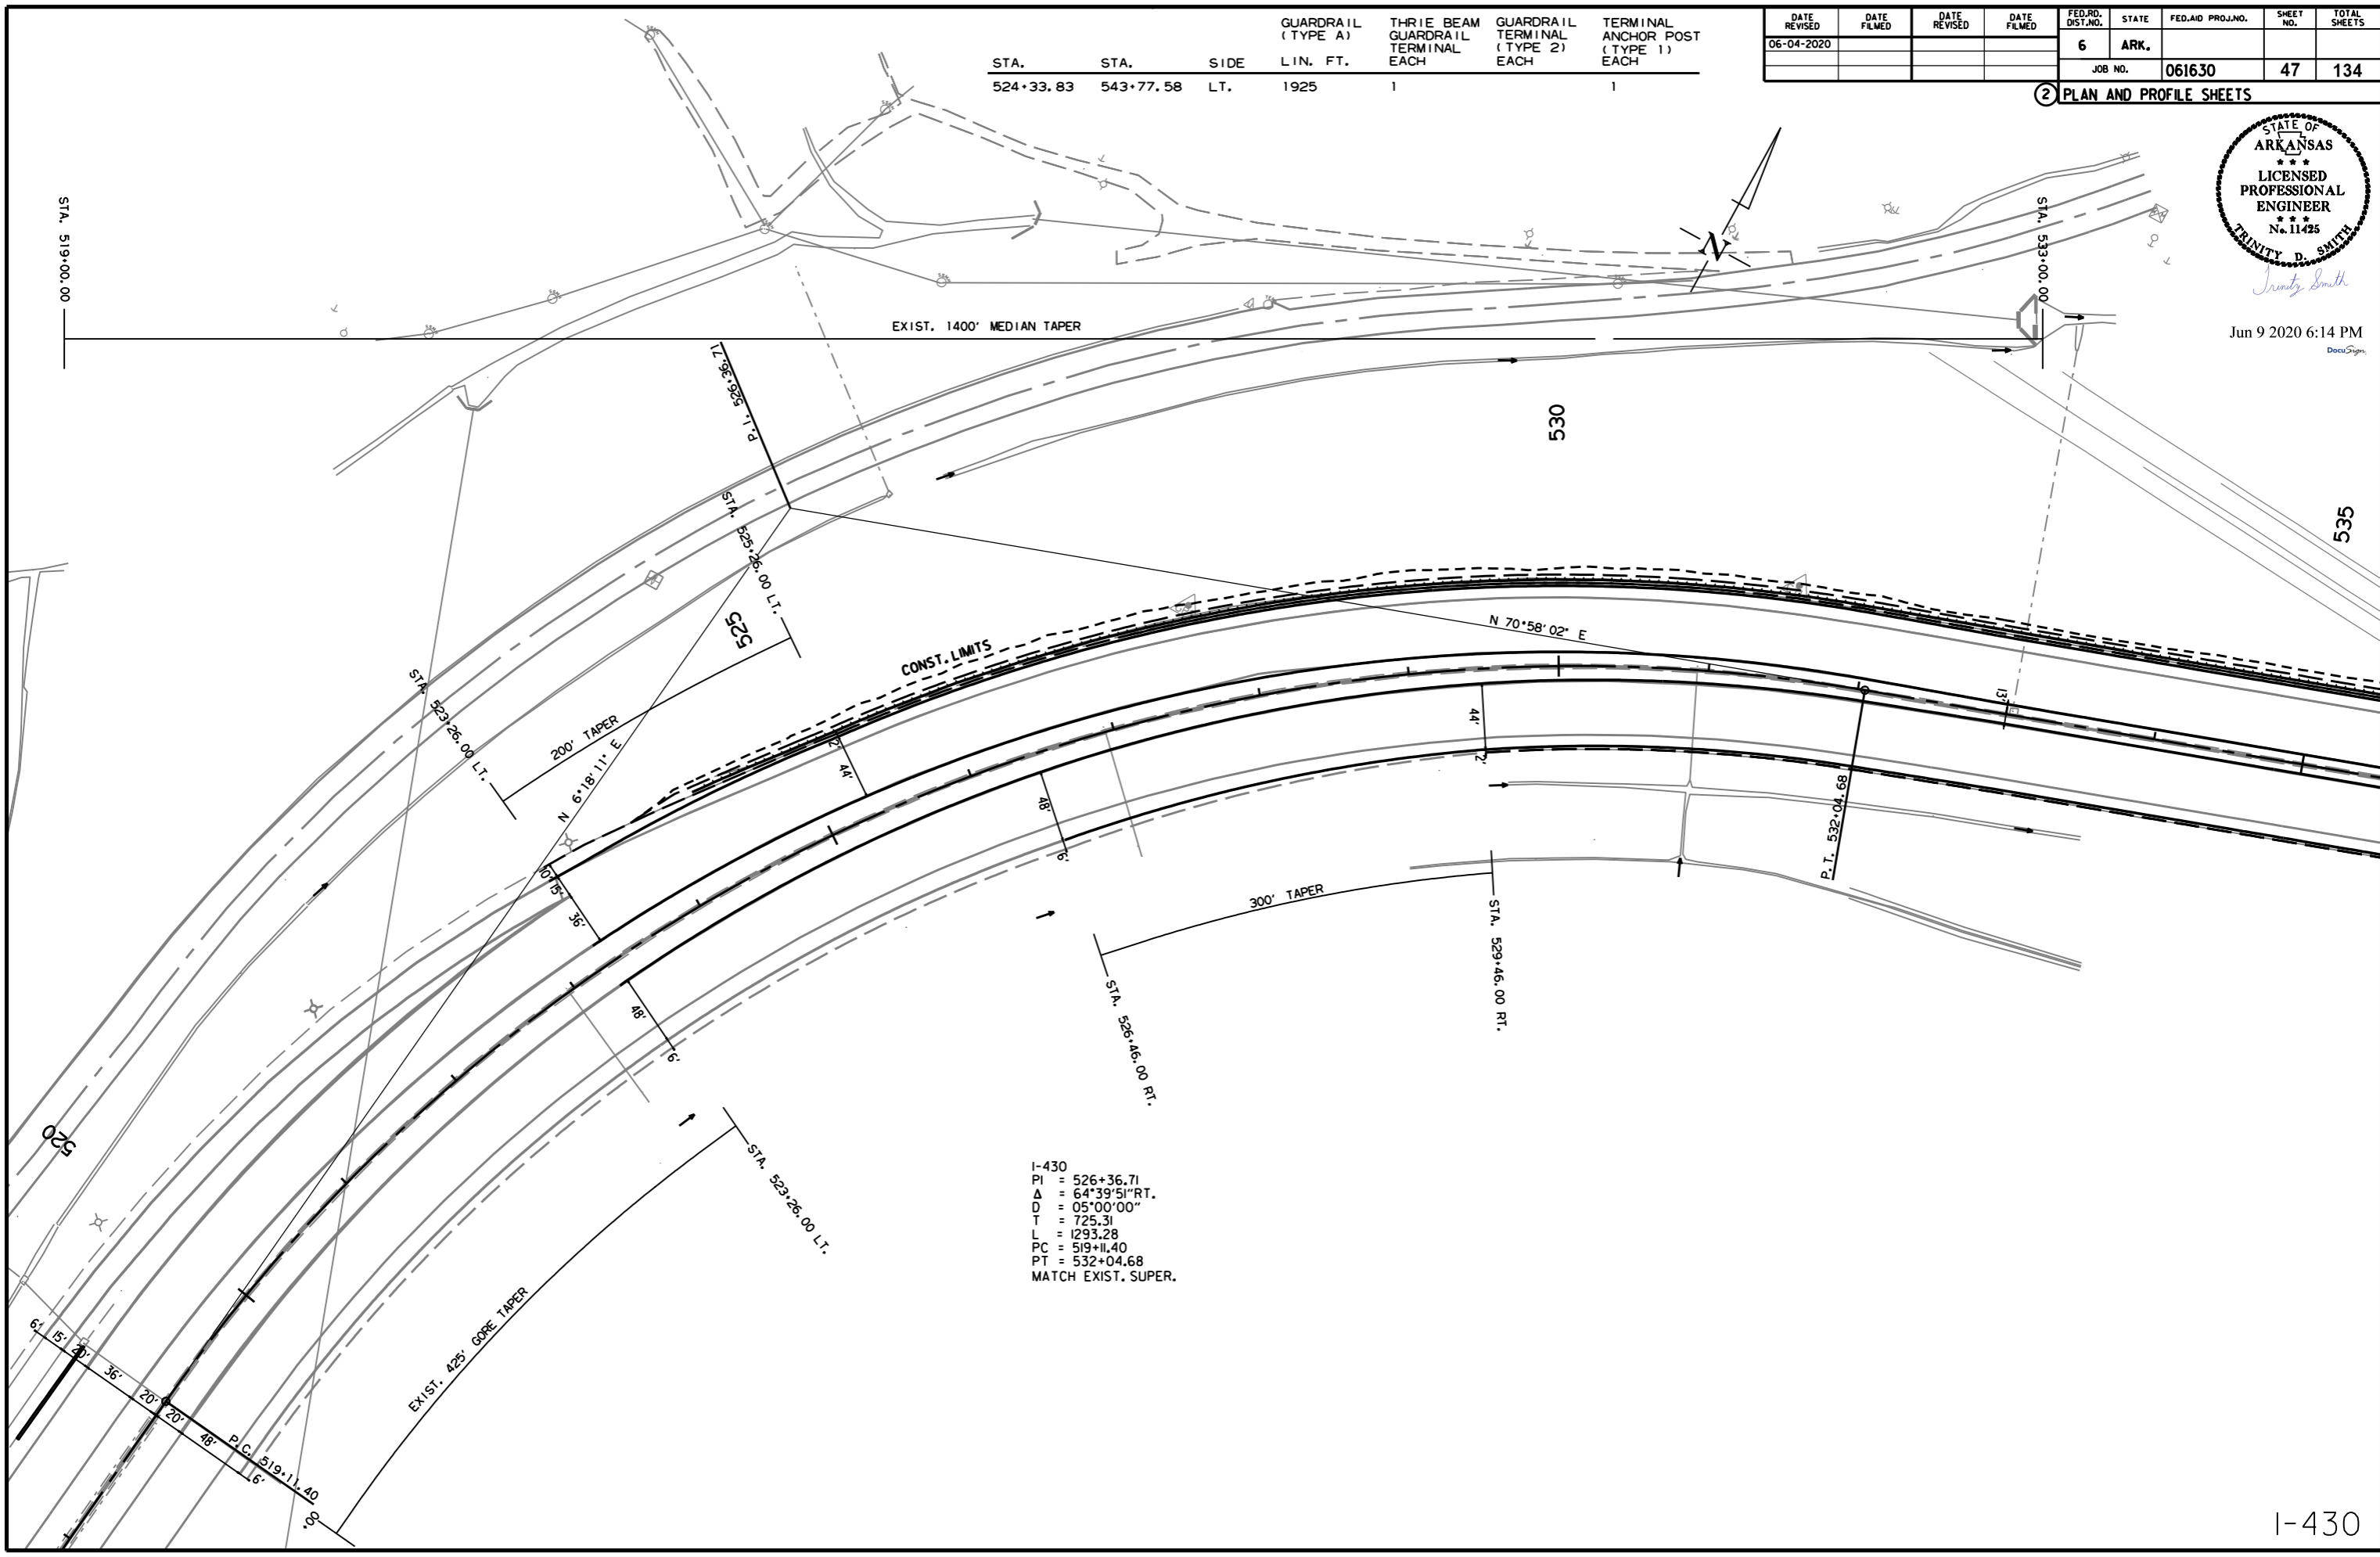 STA.
STA.
SIDE
GUARDRAIL
(TYPE A)
LIN. FT.
THRIE BEAM
GUARDRAIL
TERMINAL
EACH
GUARDRAIL
TERMINAL
(TYPE 2)
EACH
TERMINAL
ANCHOR POST
(TYPE 1)
EACH
524+33.83 543+77.58 LT. 1925 1 1
DATE REVISED
DATE FILMED
DATE REVISED
DATE FILMED
FED.RD. DIST.NO.
STATE
FED.AID PROJ.NO.
SHEET NO.
TOTAL SHEETS
06-04-2020
6 ARK.
JOB NO. 061630 47 134
2 PLAN AND PROFILE SHEETS
STATE OF
ARKANSAS
★ ★ ★
LICENSED
PROFESSIONAL
ENGINEER
★ ★ ★
No. 11425
TRINITY D. SMITH
Trinity Smith
Jun 9 2020 6:14 PM
DocuSign
N
STA. 519+00.00
EXIST. 1400' MEDIAN TAPER
STA. 533+00.00
P.I. 526+36.71
530
535
STA. 525+26.00 LT.
525
STA. 523+26.00 LT.
200' TAPER
N 6°18'11" E
CONST. LIMITS
N 70°58'02" E
2'
44'
44'
2'
13'
48'
6'
10'
15'
36'
P.T. 532+04.68
300' TAPER
STA. 529+46.00 RT.
STA. 526+46.00 RT.
48'
6'
520
STA. 523+26.00 LT.
EXIST. 425' GORE TAPER
I-430
PI = 526+36.71
Δ = 64°39'51"RT.
D = 05°00'00"
T = 725.31
L = 1293.28
PC = 519+11.40
PT = 532+04.68
MATCH EXIST. SUPER.
6'
15'
20'
36'
20'
20'
48'
6'
P.C. 519+11.40
+00
I-430